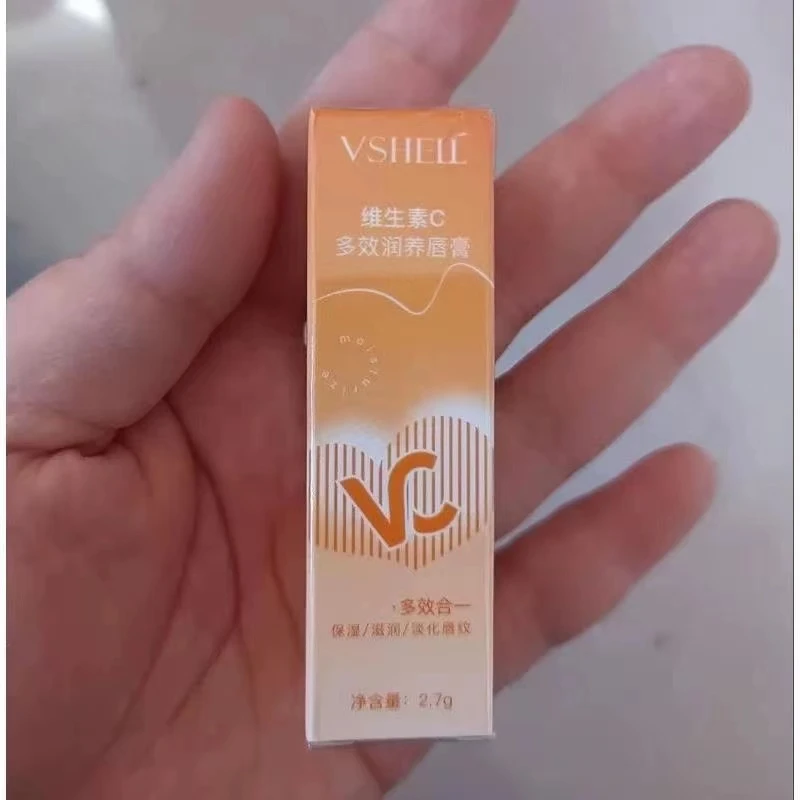 VSHELL
维生素C
多效润养唇膏
moisturize
VC
多效合一
保湿/滋润/淡化唇纹
净含量：2.7g